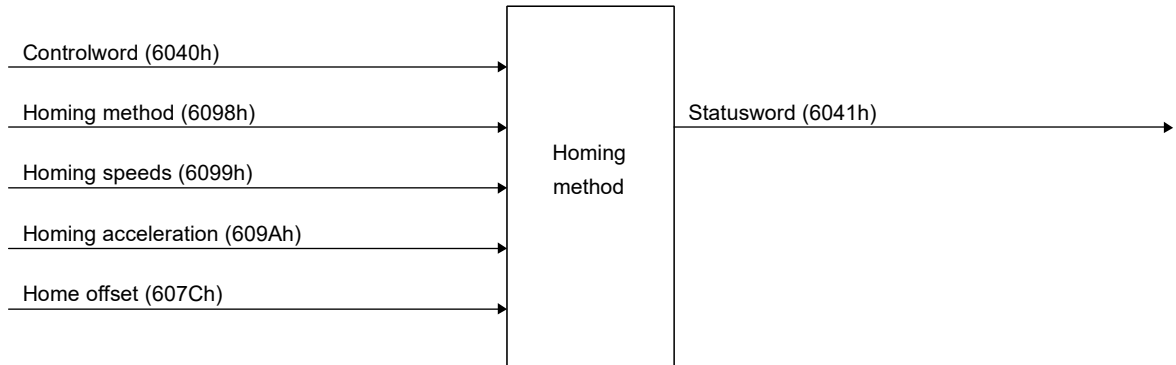 Controlword (6040h)
Homing method (6098h)
Homing speeds (6099h)
Homing acceleration (609Ah)
Home offset (607Ch)
Homing
method
Statusword (6041h)